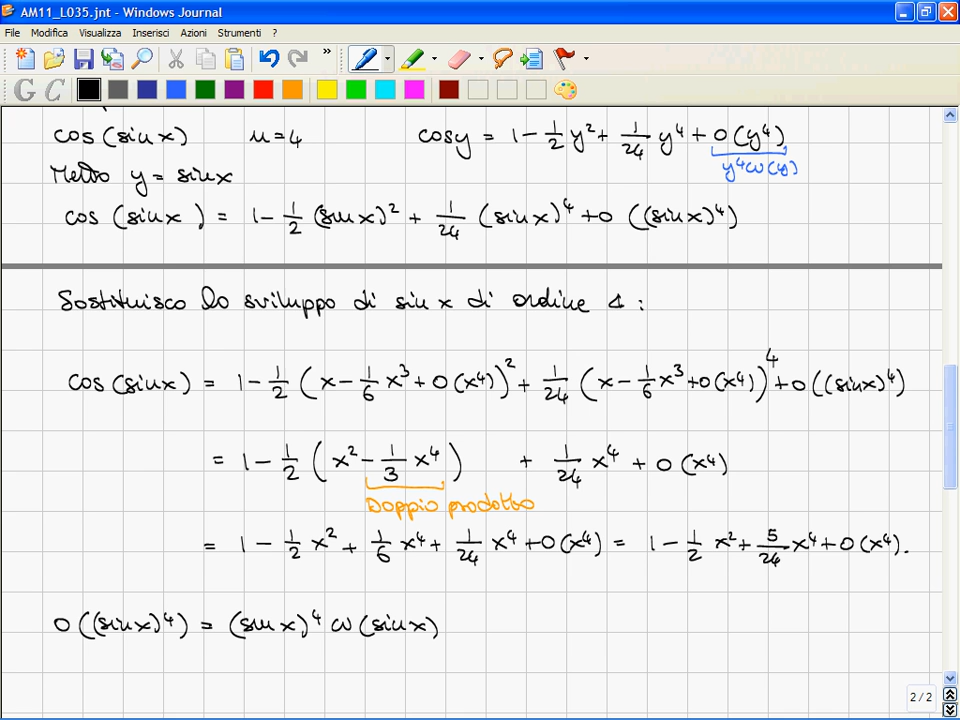 AM11_L035.jnt - Windows Journal
File Modifica Visualizza Inserisci Azioni Strumenti ?
cos(sin x) n=4 cos y = 1 - 1/2 y² + 1/24 y⁴ + o(y⁴)
y⁴ω(y)
Metto y = sin x
cos (sin x) = 1 - 1/2 (sin x)² + 1/24 (sin x)⁴ + o ((sin x)⁴)
Sostituisco lo sviluppo di sin x di ordine 4 :
cos (sin x) = 1 - 1/2 (x - 1/6 x³ + o(x⁴))² + 1/24 (x - 1/6 x³ + o(x⁴))⁴ + o((sin x)⁴)
= 1 - 1/2 (x² - 1/3 x⁴) + 1/24 x⁴ + o(x⁴)
Doppio prodotto
= 1 - 1/2 x² + 1/6 x⁴ + 1/24 x⁴ + o(x⁴) = 1 - 1/2 x² + 5/24 x⁴ + o(x⁴).
o((sin x)⁴) = (sin x)⁴ ω(sin x)
2 / 2